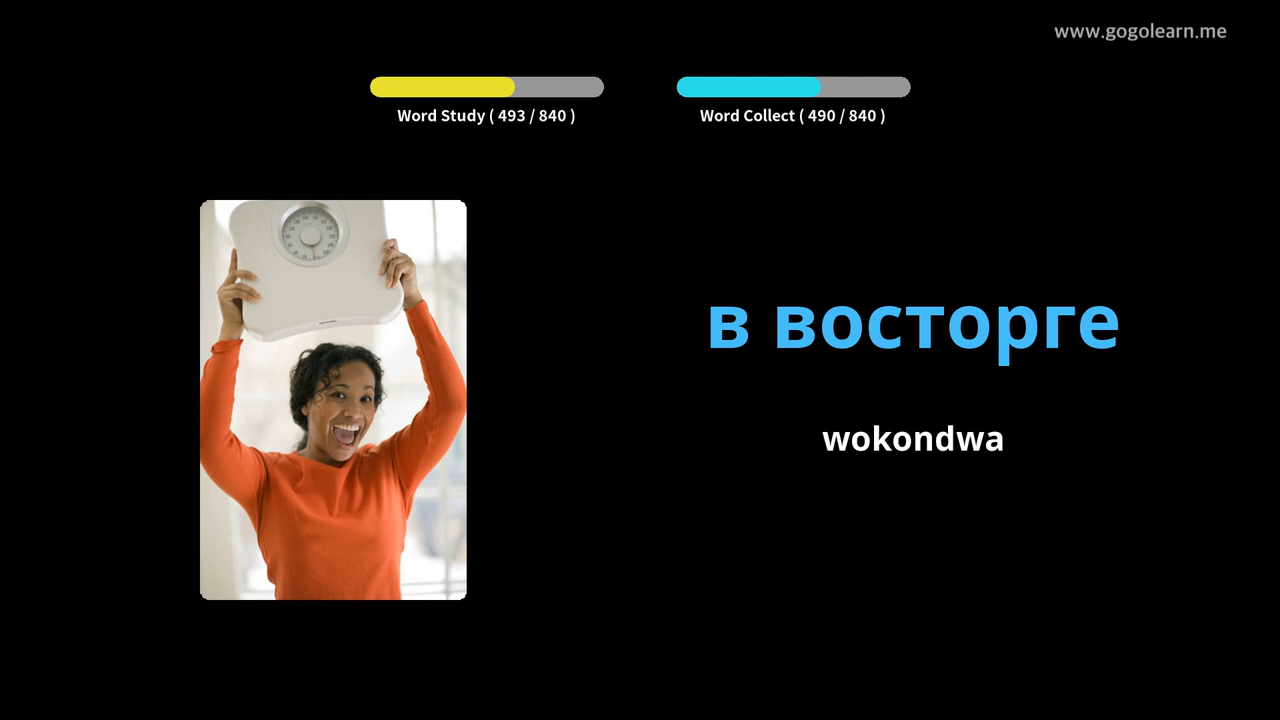 www.gogolearn.me
Word Study ( 493 / 840 )
Word Collect ( 490 / 840 )
в восторге
wokondwa